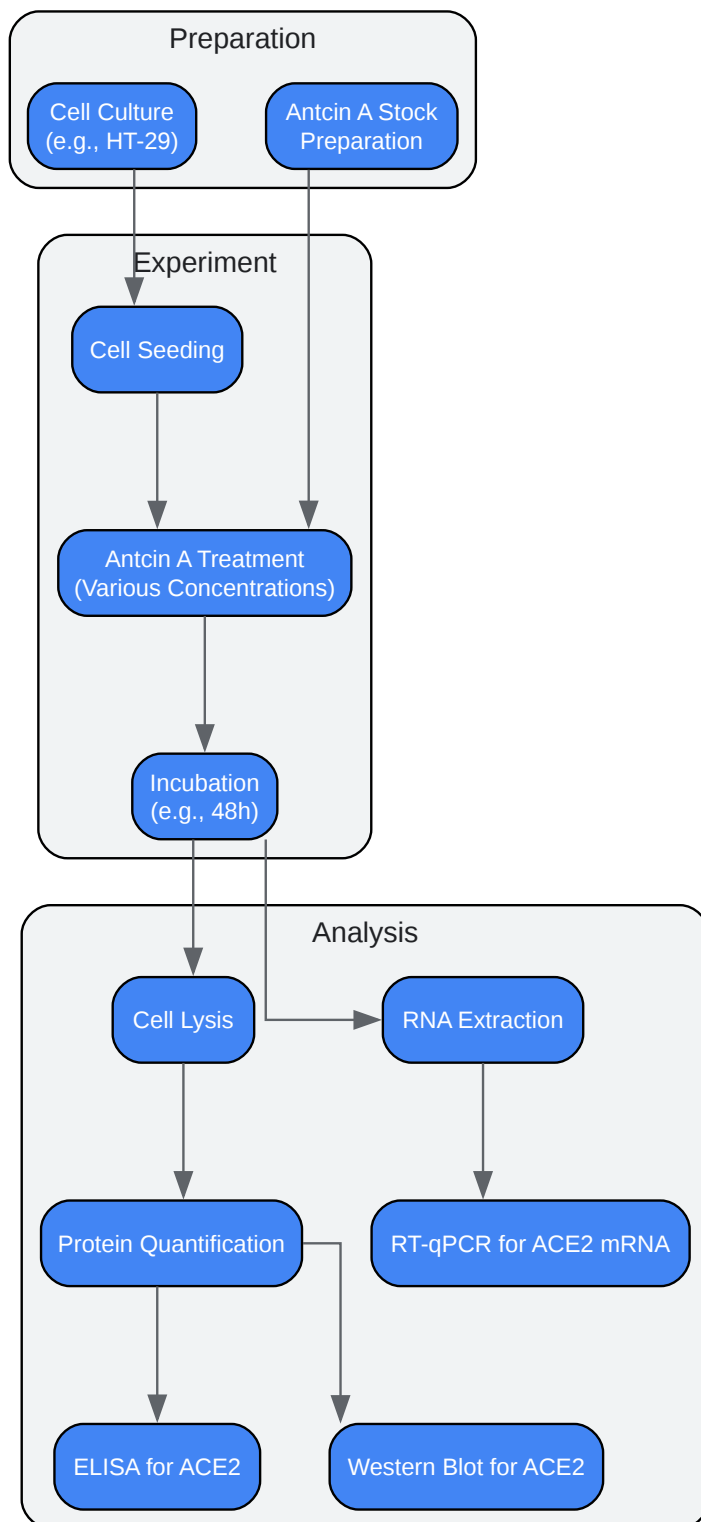 Preparation
Cell Culture
(e.g., HT-29)
Antcin A Stock
Preparation
Experiment
Cell Seeding
Antcin A Treatment
(Various Concentrations)
Incubation
(e.g., 48h)
Analysis
Cell Lysis
RNA Extraction
Protein Quantification
RT-qPCR for ACE2 mRNA
ELISA for ACE2
Western Blot for ACE2